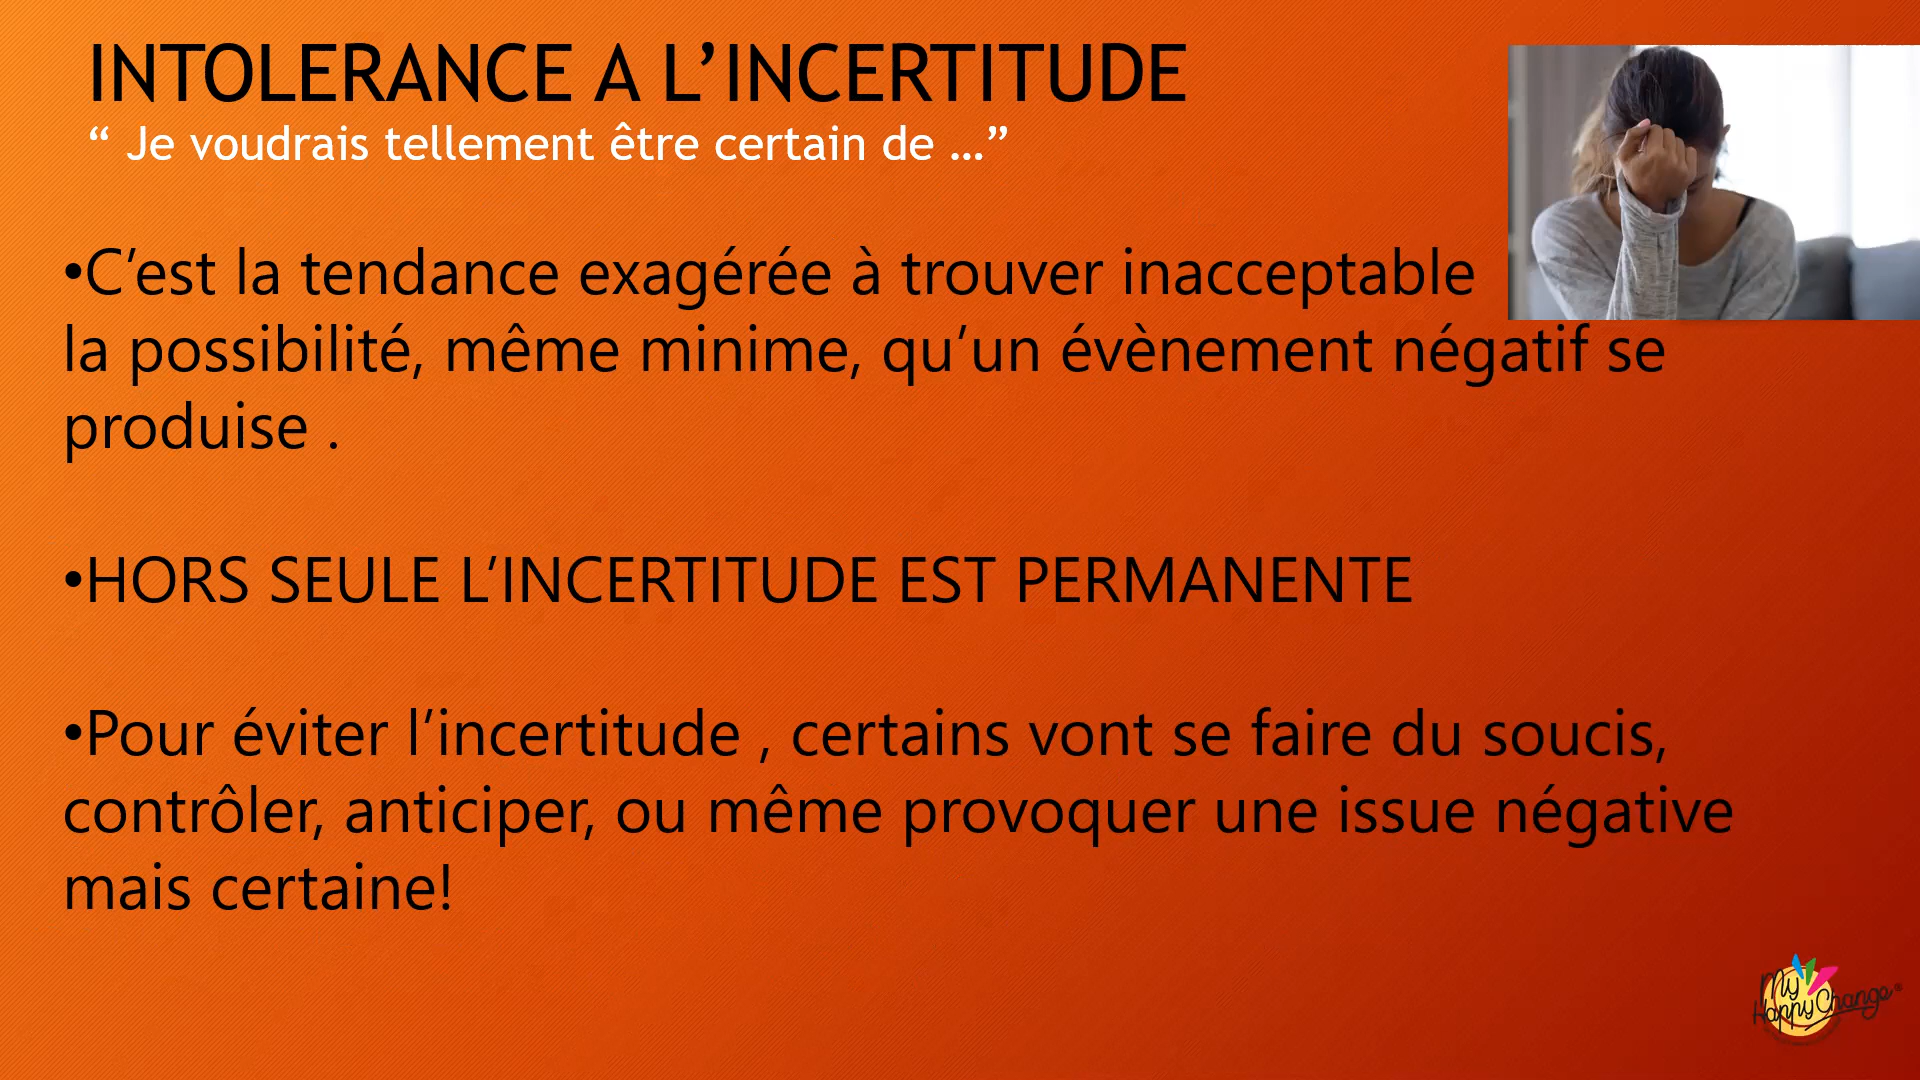 INTOLERANCE A L’INCERTITUDE
“ Je voudrais tellement être certain de …”
•C’est la tendance exagérée à trouver inacceptable
la possibilité, même minime, qu’un évènement négatif se
produise .
•HORS SEULE L’INCERTITUDE EST PERMANENTE
•Pour éviter l’incertitude , certains vont se faire du soucis,
contrôler, anticiper, ou même provoquer une issue négative
mais certaine!
My
HappyChange®